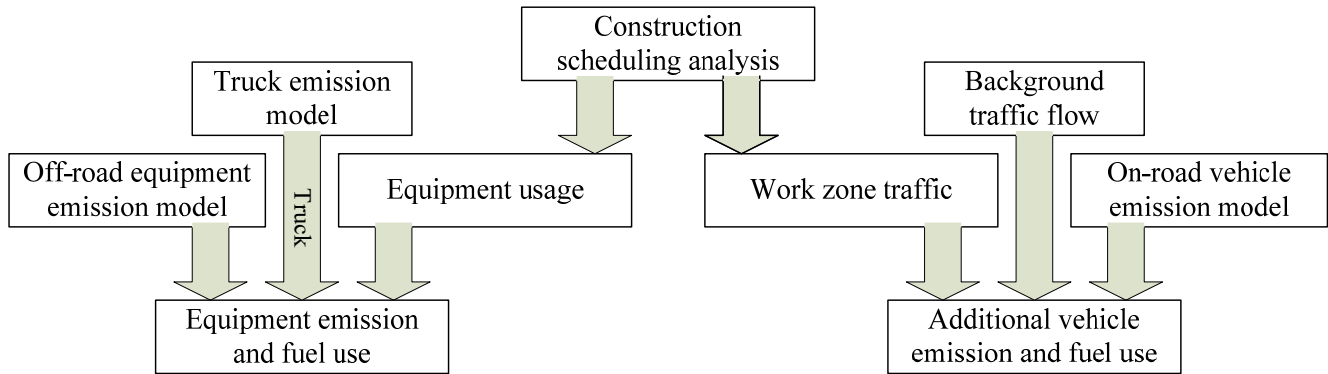 Construction
scheduling analysis
Truck emission
model
Background
traffic flow
Off-road equipment
emission model
Truck
Equipment usage
Work zone traffic
On-road vehicle
emission model
Equipment emission
and fuel use
Additional vehicle
emission and fuel use